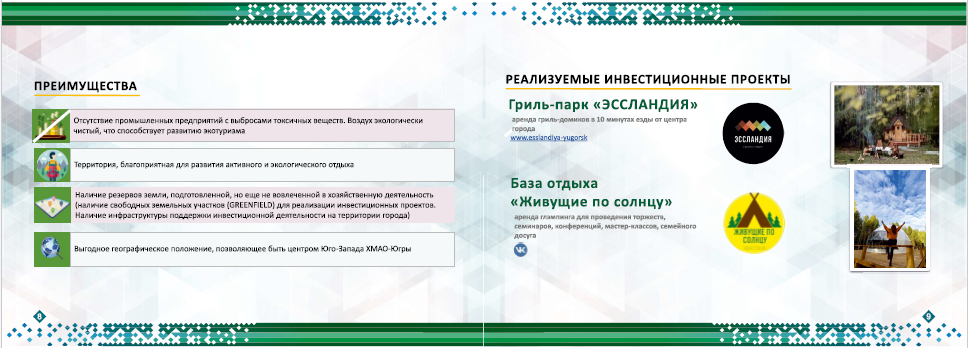 ПРЕИМУЩЕСТВА
Отсутствие промышленных предприятий с выбросами токсичных веществ. Воздух экологически
чистый, что способствует развитию экотуризма
Территория, благоприятная для развития активного и экологического отдыха
Наличие резервов земли, подготовленной, но еще не вовлеченной в хозяйственную деятельность
(наличие свободных земельных участков (GREENFIELD) для реализации инвестиционных проектов.
Наличие инфраструктуры поддержки инвестиционной деятельности на территории города)
Выгодное географическое положение, позволяющее быть центром Юго-Запада ХМАО-Югры
8
РЕАЛИЗУЕМЫЕ ИНВЕСТИЦИОННЫЕ ПРОЕКТЫ
Гриль-парк «ЭССЛАНДИЯ»
аренда гриль-домиков в 10 минутах езды от центра
города
www.esslandiya-yugorsk
ЭССЛАНДИЯ
База отдыха
«Живущие по солнцу»
аренда глэмпинга для проведения торжеств,
семинаров, конференций, мастер-классов, семейного
досуга
ЖИВУЩИЕ ПО
СОЛНЦУ
9